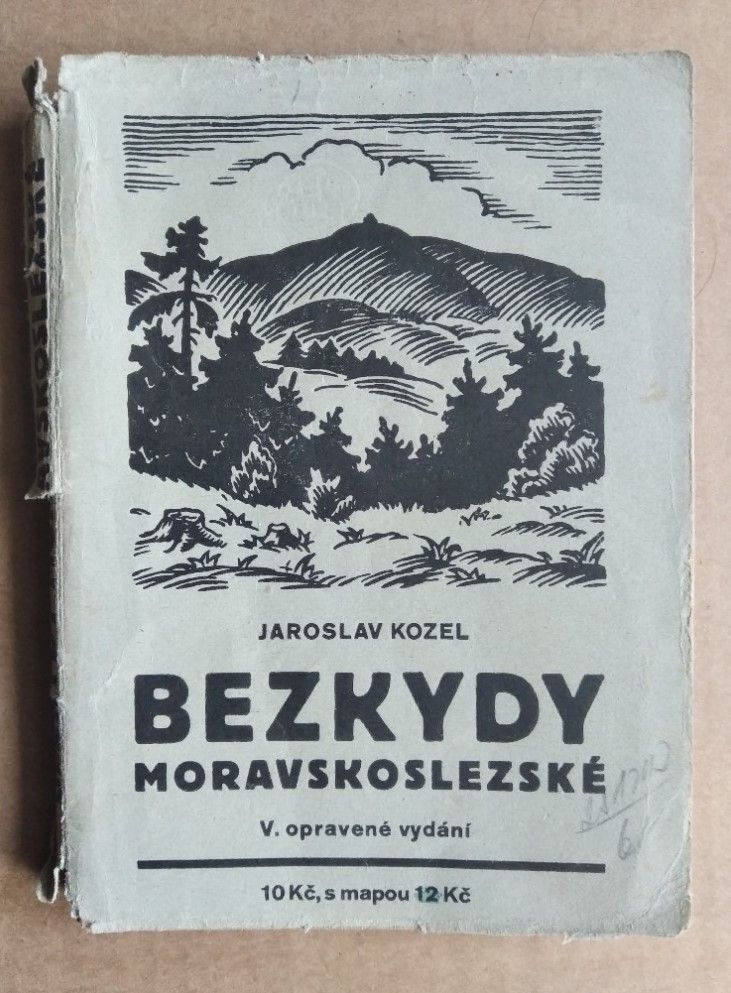 JAROSLAV KOZEL
BEZKYDY
MORAVSKOSLEZSKÉ
V. opravené vydání
10 Kč, s mapou 12 Kč